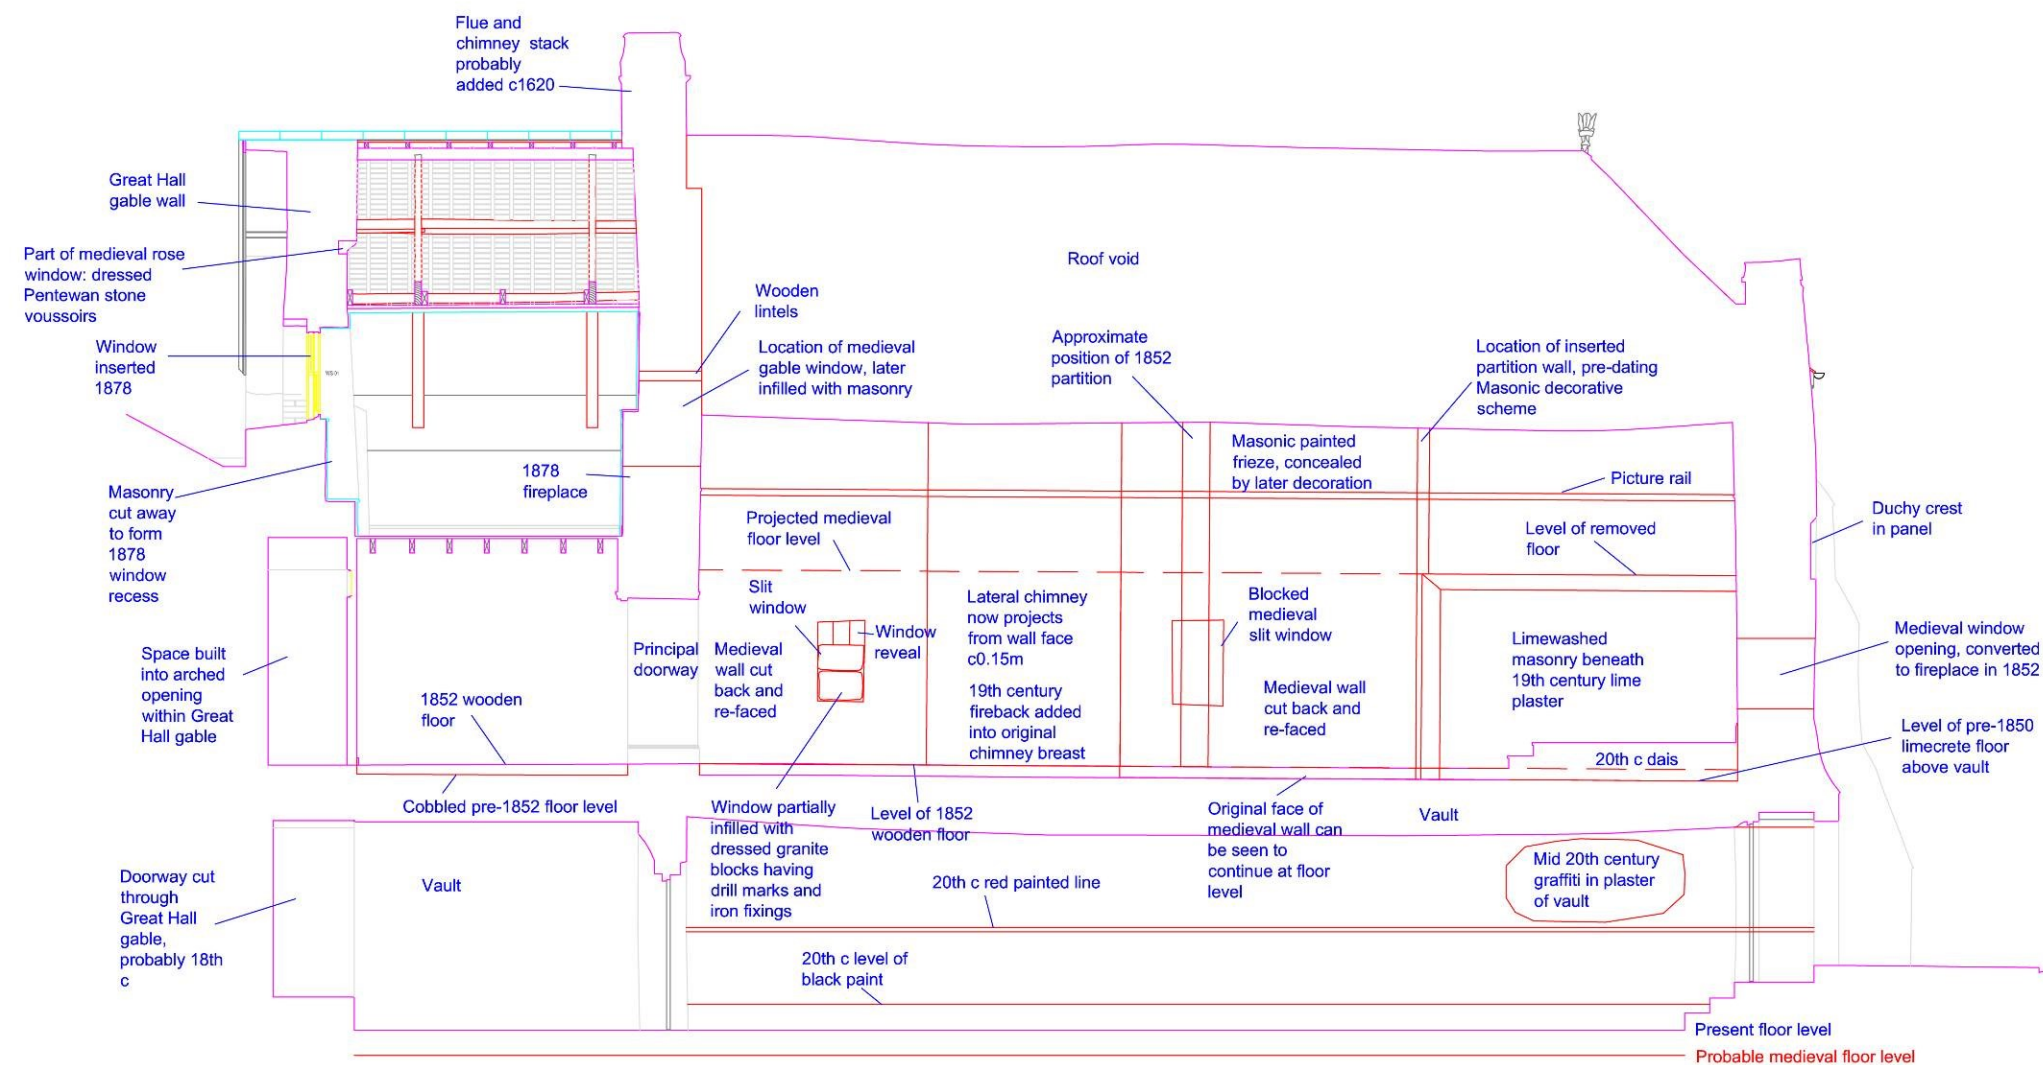 Flue and
chimney stack
probably
added c1620
Great Hall
gable wall
Part of medieval rose
window: dressed
Pentewan stone
voussoirs
Window
inserted
1878
Masonry
cut away
to form
1878
window
recess
Space built
into arched
opening
within Great
Hall gable
Doorway cut
through
Great Hall
gable,
probably 18th
c
1878
fireplace
1852 wooden
floor
Cobbled pre-1852 floor level
Vault
Principal
doorway
Wooden
lintels
Location of medieval
gable window, later
infilled with masonry
Roof void
Approximate
position of 1852
partition
Location of inserted
partition wall, pre-dating
Masonic decorative
scheme
Masonic painted
frieze, concealed
by later decoration
Picture rail
Projected medieval
floor level
Level of removed
floor
Slit
window
Window
reveal
Medieval
wall cut
back and
re-faced
Lateral chimney
now projects
from wall face
c0.15m
19th century
fireback added
into original
chimney breast
Blocked
medieval
slit window
Medieval wall
cut back and
re-faced
Limewashed
masonry beneath
19th century lime
plaster
20th c dais
Duchy crest
in panel
Medieval window
opening, converted
to fireplace in 1852
Level of pre-1850
limecrete floor
above vault
Window partially
infilled with
dressed granite
blocks having
drill marks and
iron fixings
Level of 1852
wooden floor
Original face of
medieval wall can
be seen to
continue at floor
level
Vault
20th c red painted line
Mid 20th century
graffiti in plaster
of vault
20th c level of
black paint
Present floor level
Probable medieval floor level